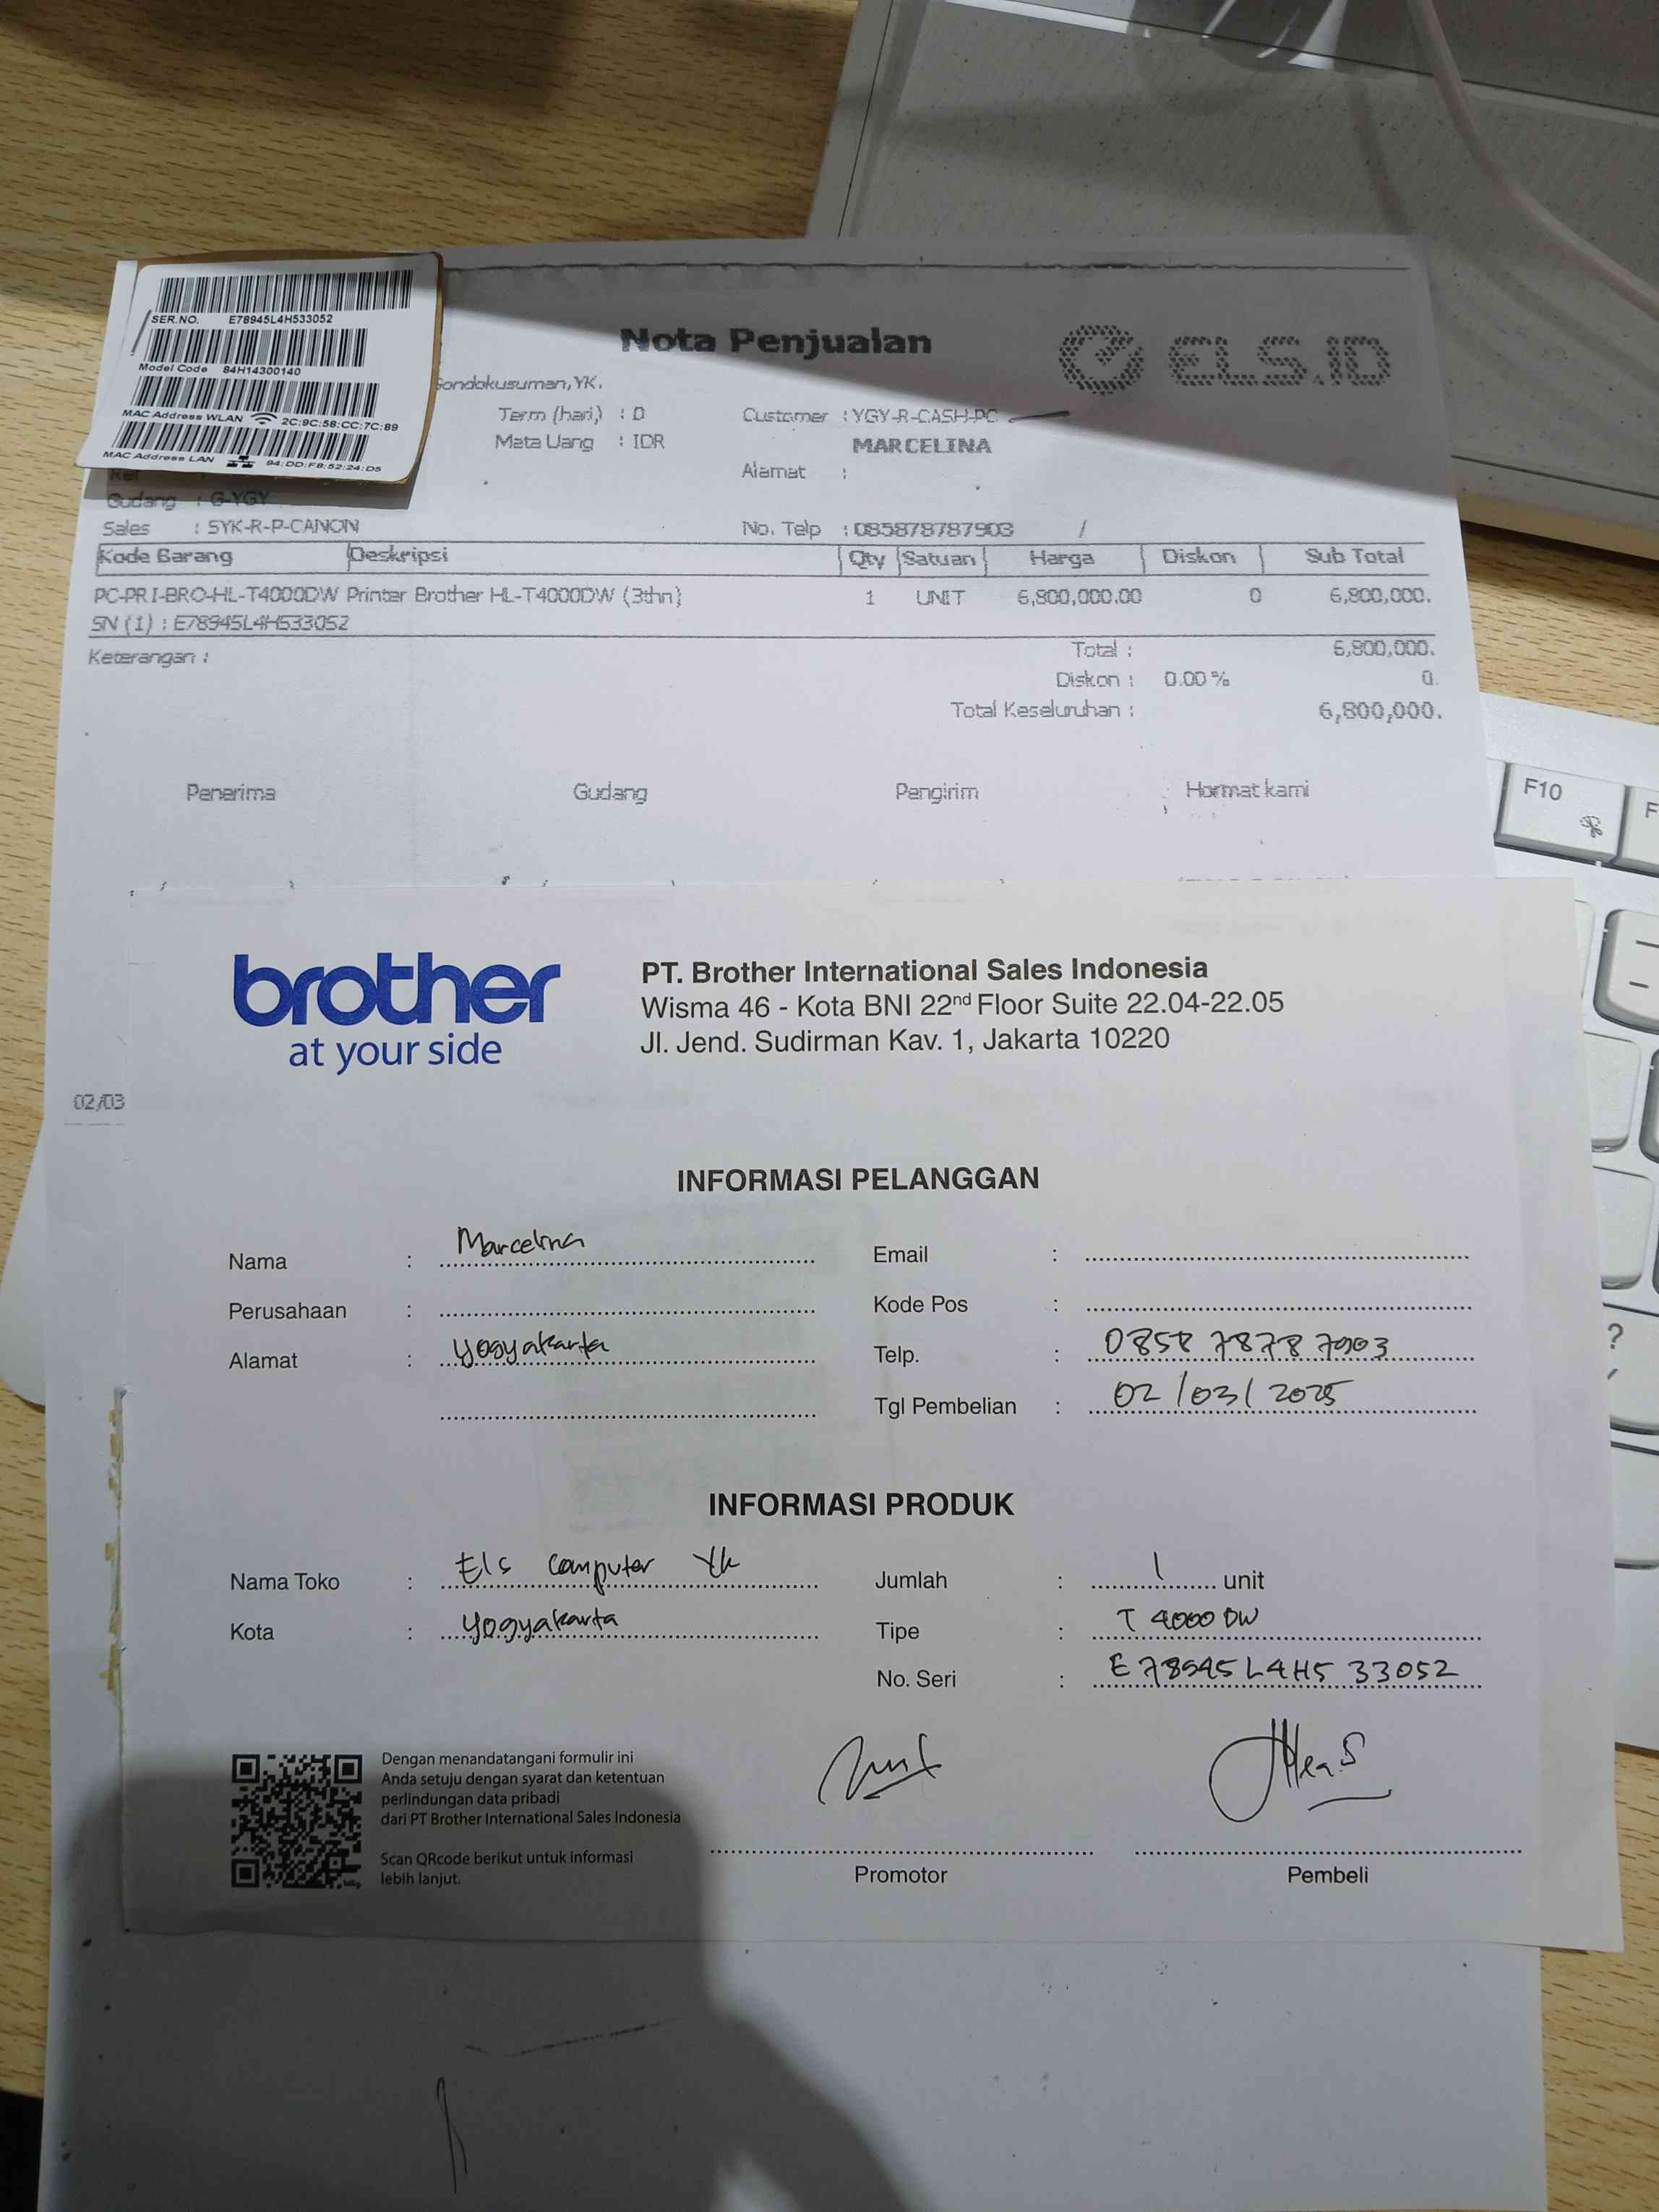 SER.NO. E78945L4H533052
Model Code 84H14300140
MAC Address WLAN 2C:9C:58:CC:7C:89
MAC Address LAN 94:DD:F8:52:24:D5
Nota Penjualan
ELS.ID
Gondokusuman,YK.
Term (hari) : 0
Customer : YGY-R-CASH-PC
Mata Uang : IDR
MARCELINA
Alamat :
Ref
Gudang : G-YGY
Sales : SYK-R-P-CANON
No. Telp : 085878787903 /
Kode Barang Deskripsi Qty Satuan Harga Diskon Sub Total
PC-PRI-BRO-HL-T4000DW Printer Brother HL-T4000DW (3thn) 1 UNIT 6,800,000.00 0 6,800,000.
SN (1) : E78945L4H533052
Keterangan :
Total : 6,800,000.
Diskon : 0.00 % 0.
Total Keseluruhan : 6,800,000.
Penerima Gudang Pengirim Hormat kami
brother
at your side
PT. Brother International Sales Indonesia
Wisma 46 - Kota BNI 22nd Floor Suite 22.04-22.05
Jl. Jend. Sudirman Kav. 1, Jakarta 10220
02/03
INFORMASI PELANGGAN
Nama : Marcelina
Perusahaan :
Alamat : Yogyakarta
Email :
Kode Pos :
Telp. : 0858 7878 7903
Tgl Pembelian : 02/03/2025
INFORMASI PRODUK
Nama Toko : Els Computer Yk
Kota : Yogyakarta
Jumlah : 1 unit
Tipe : T 4000 DW
No. Seri : E78945L4H5 33052
Dengan menandatangani formulir ini
Anda setuju dengan syarat dan ketentuan
perlindungan data pribadi
dari PT Brother International Sales Indonesia
Scan QRcode berikut untuk informasi
lebih lanjut.
Promotor
Pembeli
F10
F
?